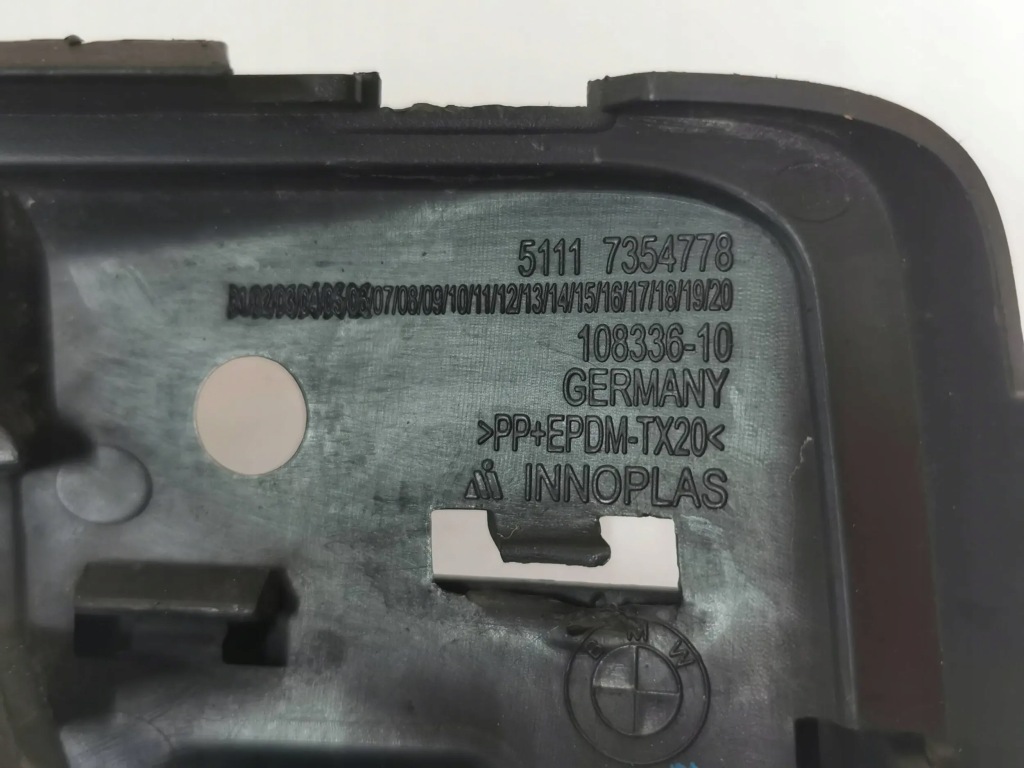 5111 7354778
07/08/09/10/11/12/13/14/15/16/17/18/19/20
108336-10
GERMANY
>PP+EPDM-TX20<
INNOPLAS
BMW